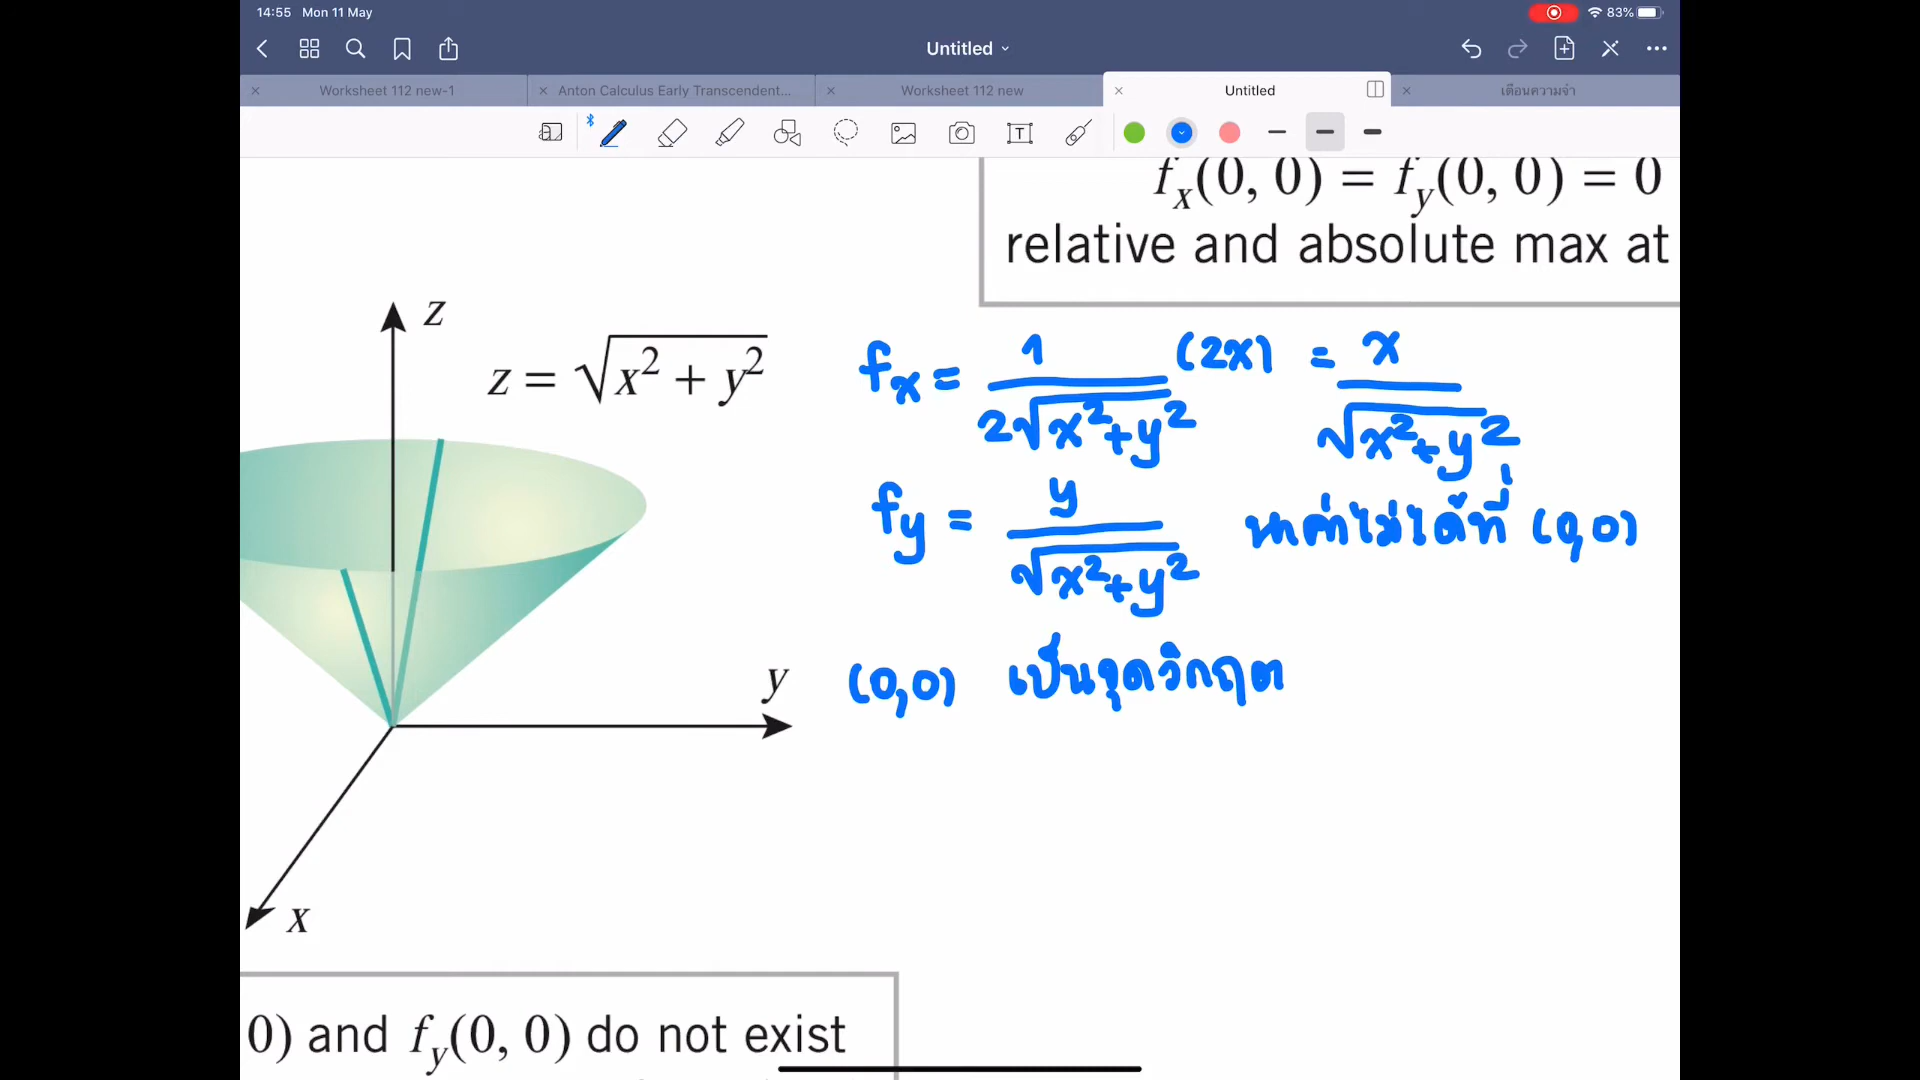 14:55 Mon 11 May 83%
Untitled
Worksheet 112 new-1 Anton Calculus Early Transcendent... Worksheet 112 new Untitled เตือนความจำ
T
fx(0, 0) = fy(0, 0) = 0
relative and absolute max at
z
z = √(x² + y²)
fx = 1/(2√(x²+y²)) (2x) = x/√(x²+y²)
fy = y/√(x²+y²) หาค่าไม่ได้ที่ (0,0)
(0,0) เป็นจุดวิกฤต
y
x
0) and fy(0, 0) do not exist